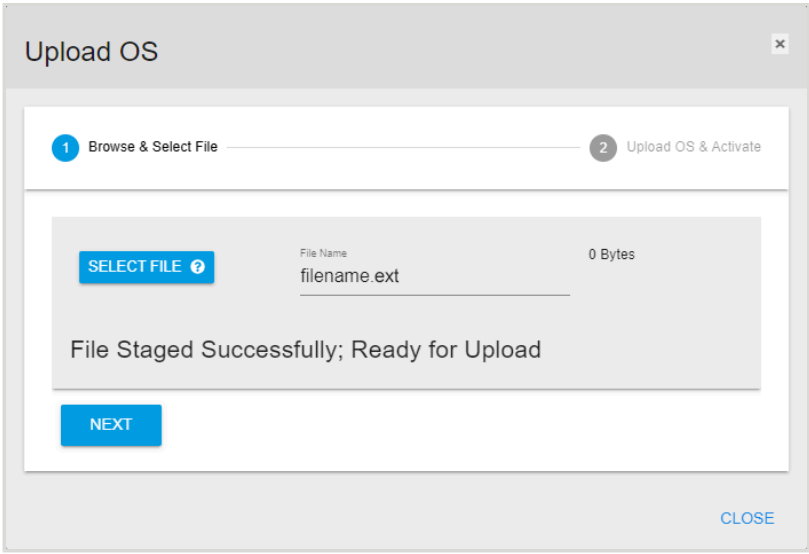 Upload OS
×
1 Browse & Select File
2 Upload OS & Activate
SELECT FILE ?
File Name
filename.ext
0 Bytes
File Staged Successfully; Ready for Upload
NEXT
CLOSE